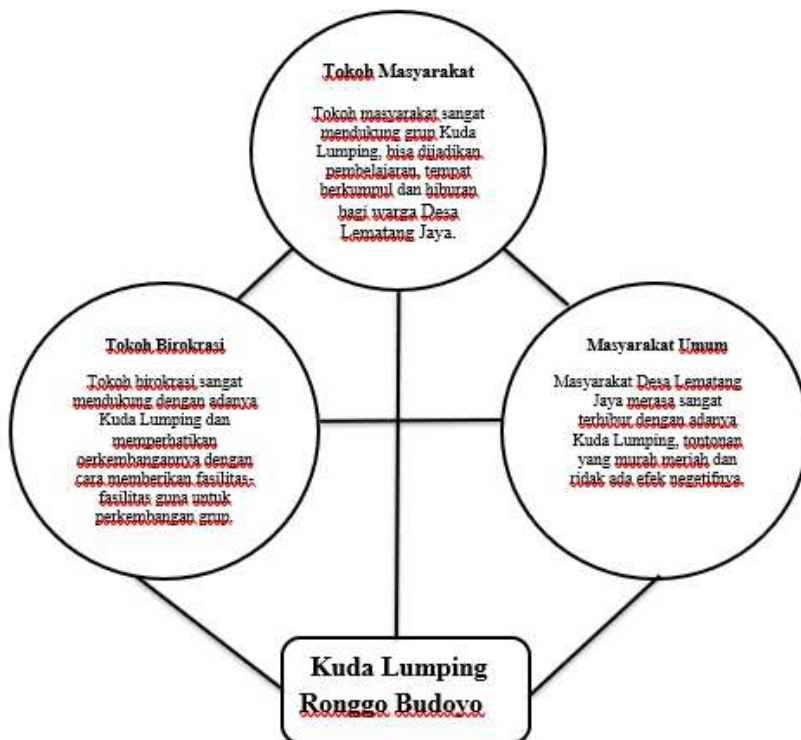 Tokoh Masyarakat
Tokoh masyarakat sangat
mendukung grup Kuda
Lumping, bisa dijadikan
pembelajaran, tempat
berkumpul dan hiburan
bagi warga Desa
Lematang Jaya.
Tokoh Birokrasi
Tokoh birokrasi sangat
mendukung dengan adanya
Kuda Lumping dan
memperhatikan
oerkembangannya dengan
cara memberikan fasilitas-
fasilitas guna untuk
perkembangan grup.
Masyarakat Umum
Masyarakat Desa Lematang
Jaya merasa sangat
terhibur dengan adanya
Kuda Lumping, tontonan
yang murah meriah dan
ridak ada efek negetifnya.
Kuda Lumping
Ronggo Budoyo